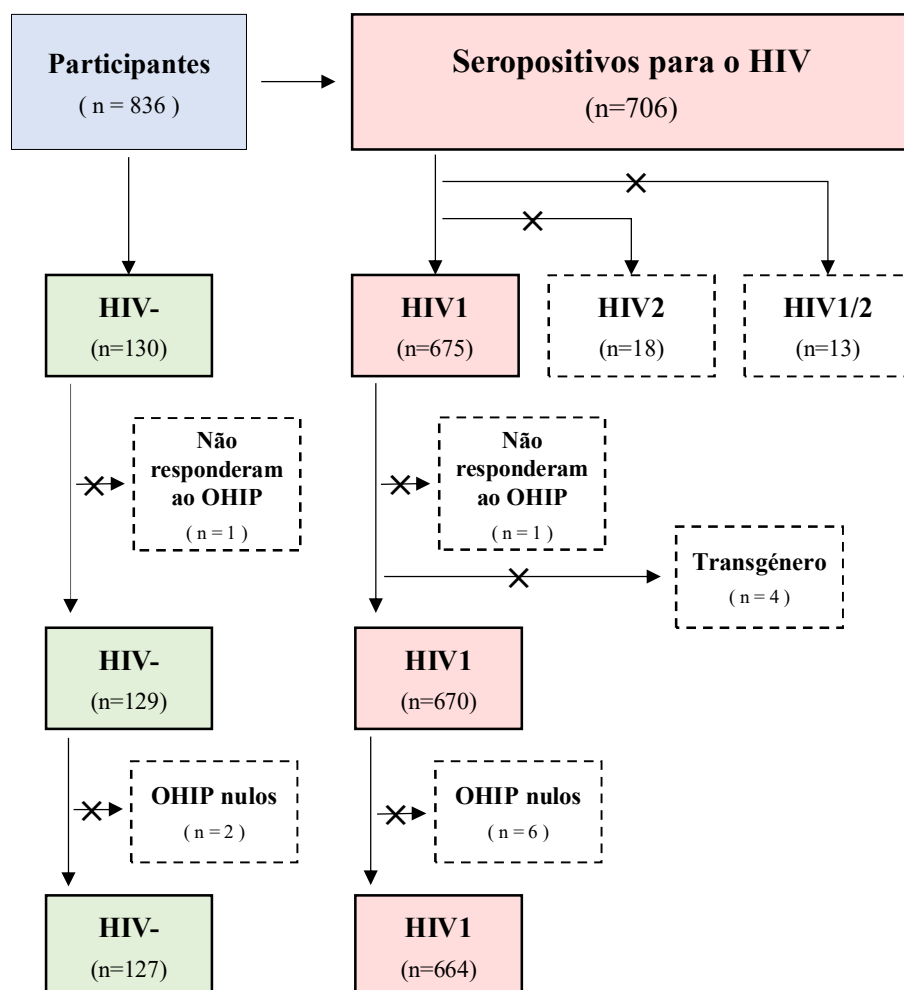 Participantes
( n = 836 )
Seropositivos para o HIV
(n=706)
HIV-
(n=130)
HIV1
(n=675)
HIV2
(n=18)
HIV1/2
(n=13)
Não
responderam
ao OHIP
( n = 1 )
Não
responderam
ao OHIP
( n = 1 )
Transgénero
( n = 4 )
HIV-
(n=129)
HIV1
(n=670)
OHIP nulos
( n = 2 )
OHIP nulos
( n = 6 )
HIV-
(n=127)
HIV1
(n=664)